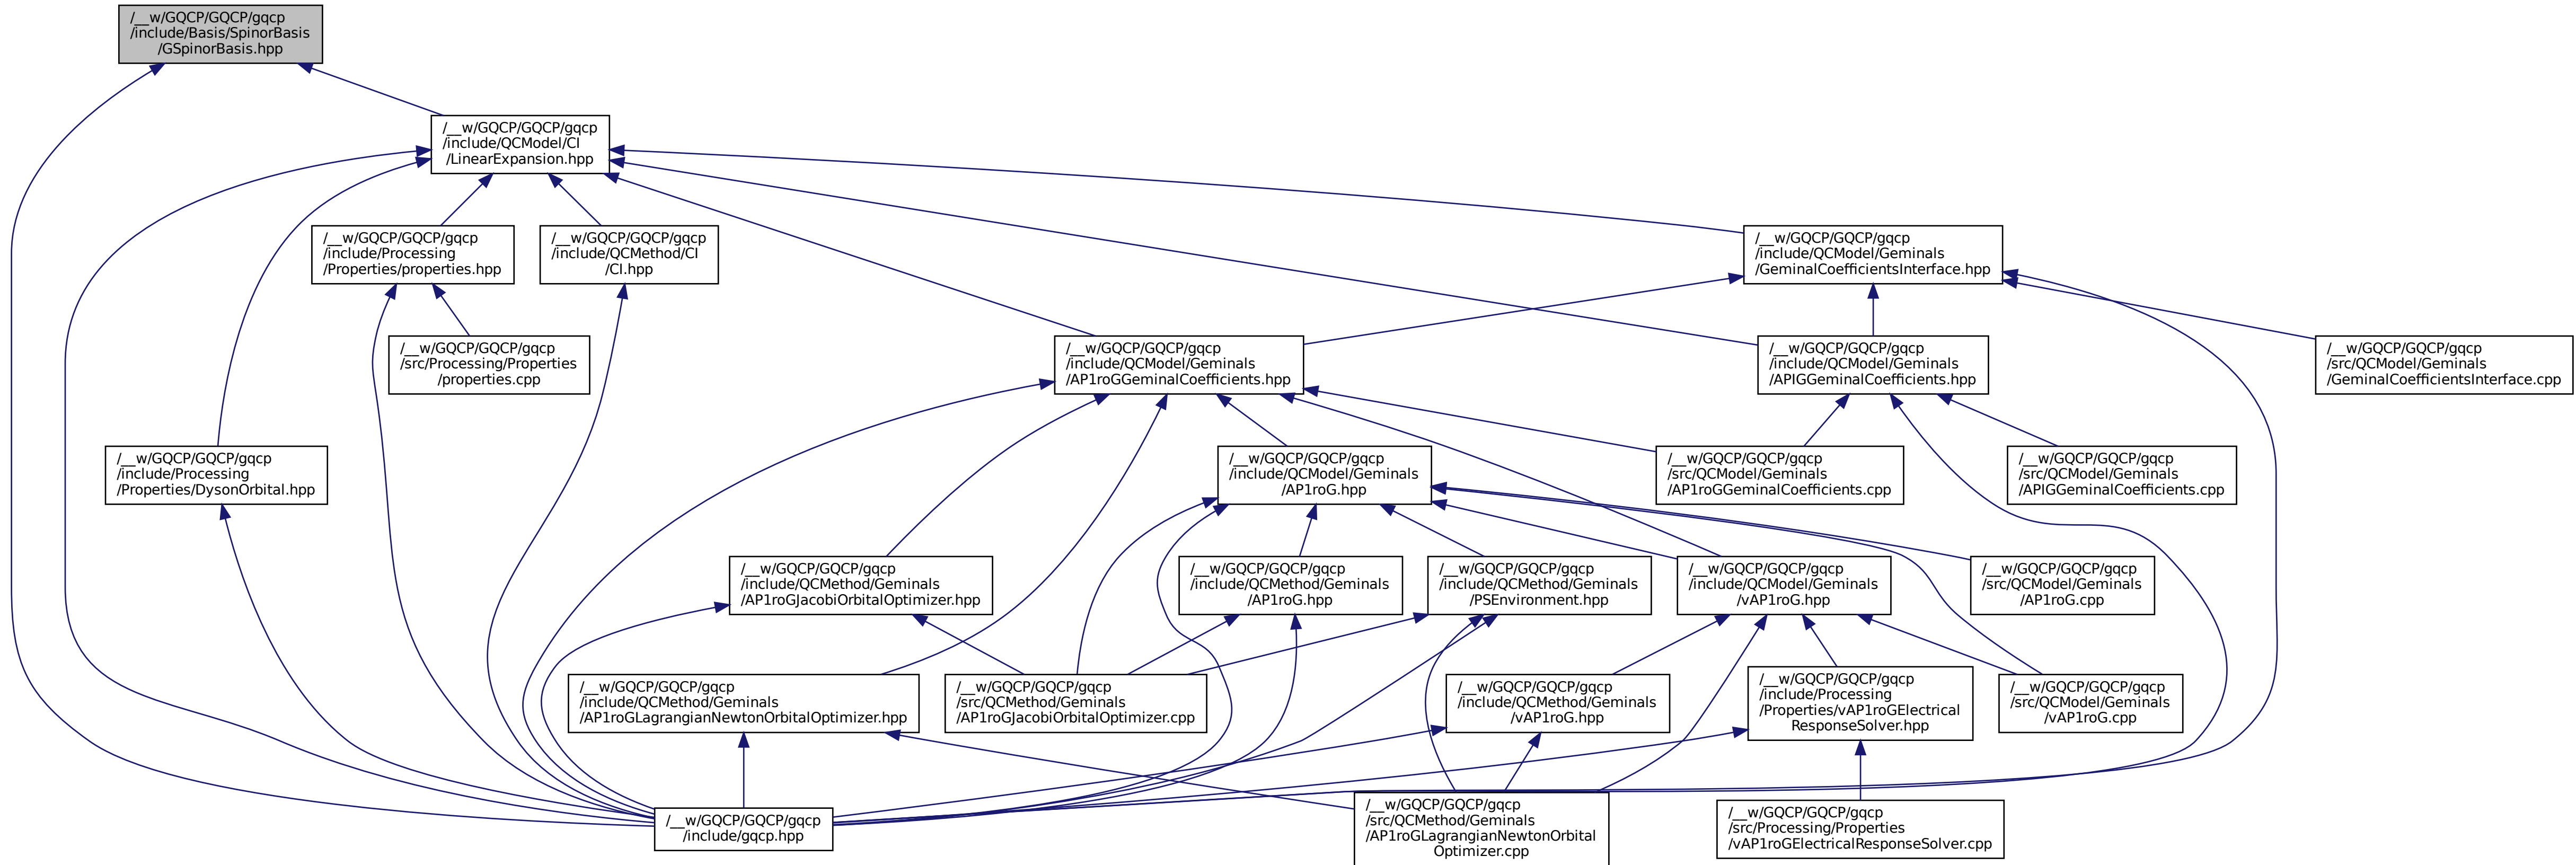 /__w/GQCP/GQCP/gqcp
/include/Basis/SpinorBasis
/GSpinorBasis.hpp
/__w/GQCP/GQCP/gqcp
/include/QCModel/CI
/LinearExpansion.hpp
/__w/GQCP/GQCP/gqcp
/include/Processing
/Properties/properties.hpp
/__w/GQCP/GQCP/gqcp
/include/QCMethod/CI
/CI.hpp
/__w/GQCP/GQCP/gqcp
/include/QCModel/Geminals
/GeminalCoefficientsInterface.hpp
/__w/GQCP/GQCP/gqcp
/src/Processing/Properties
/properties.cpp
/__w/GQCP/GQCP/gqcp
/include/QCModel/Geminals
/AP1roGGeminalCoefficients.hpp
/__w/GQCP/GQCP/gqcp
/include/QCModel/Geminals
/APIGGeminalCoefficients.hpp
/__w/GQCP/GQCP/gqcp
/src/QCModel/Geminals
/GeminalCoefficientsInterface.cpp
/__w/GQCP/GQCP/gqcp
/include/Processing
/Properties/DysonOrbital.hpp
/__w/GQCP/GQCP/gqcp
/include/QCModel/Geminals
/AP1roG.hpp
/__w/GQCP/GQCP/gqcp
/src/QCModel/Geminals
/AP1roGGeminalCoefficients.cpp
/__w/GQCP/GQCP/gqcp
/src/QCModel/Geminals
/APIGGeminalCoefficients.cpp
/__w/GQCP/GQCP/gqcp
/include/QCMethod/Geminals
/AP1roGJacobiOrbitalOptimizer.hpp
/__w/GQCP/GQCP/gqcp
/include/QCMethod/Geminals
/AP1roG.hpp
/__w/GQCP/GQCP/gqcp
/include/QCMethod/Geminals
/PSEnvironment.hpp
/__w/GQCP/GQCP/gqcp
/include/QCModel/Geminals
/vAP1roG.hpp
/__w/GQCP/GQCP/gqcp
/src/QCModel/Geminals
/AP1roG.cpp
/__w/GQCP/GQCP/gqcp
/include/QCMethod/Geminals
/AP1roGLagrangianNewtonOrbitalOptimizer.hpp
/__w/GQCP/GQCP/gqcp
/src/QCMethod/Geminals
/AP1roGJacobiOrbitalOptimizer.cpp
/__w/GQCP/GQCP/gqcp
/include/QCMethod/Geminals
/vAP1roG.hpp
/__w/GQCP/GQCP/gqcp
/include/Processing
/Properties/vAP1roGElectrical
ResponseSolver.hpp
/__w/GQCP/GQCP/gqcp
/src/QCModel/Geminals
/vAP1roG.cpp
/__w/GQCP/GQCP/gqcp
/include/gqcp.hpp
/__w/GQCP/GQCP/gqcp
/src/QCMethod/Geminals
/AP1roGLagrangianNewtonOrbital
Optimizer.cpp
/__w/GQCP/GQCP/gqcp
/src/Processing/Properties
/vAP1roGElectricalResponseSolver.cpp